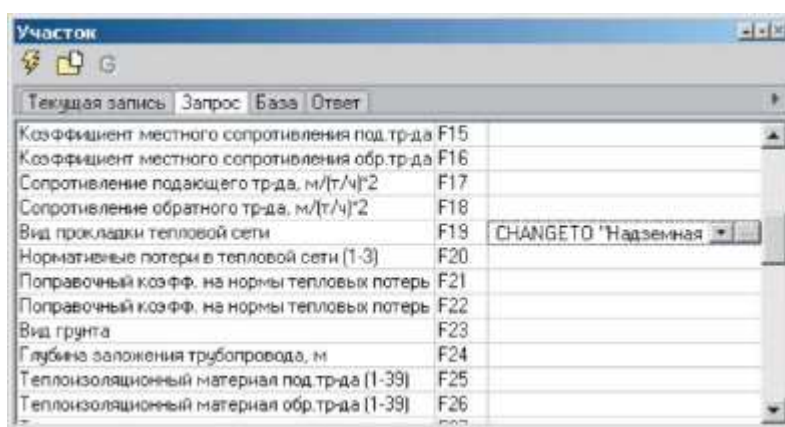 Участок
G
Текущая запись Запрос База Ответ
Коэффициент местного сопротивления под.тр-да F15
Коэффициент местного сопротивления обр.тр-да F16
Сопротивление подающего тр-да, м/(т/ч)^2 F17
Сопротивление обратного тр-да, м/(т/ч)^2 F18
Вид прокладки тепловой сети F19 CHANGETO "Надземная
Нормативные потери в тепловой сети (1-3) F20
Поправочный коэфф. на нормы тепловых потерь F21
Поправочный коэфф. на нормы тепловых потерь F22
Вид грунта F23
Глубина заложения трубопровода, м F24
Теплоизоляционный материал под.тр-да (1-39) F25
Теплоизоляционный материал обр.тр-да (1-39) F26